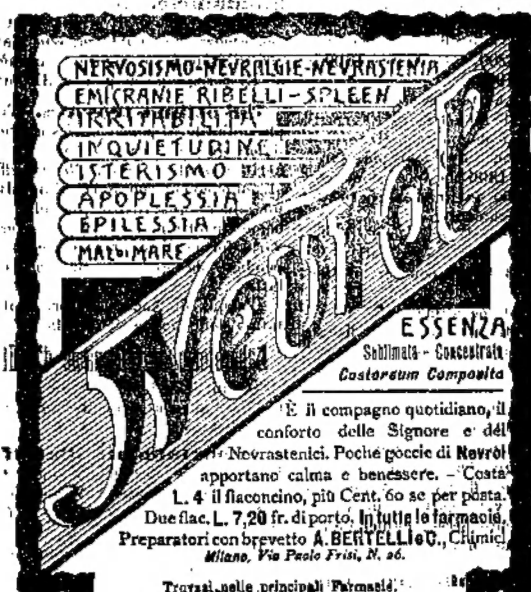 NERVOSISMO-NEVRALGIE-NEVRASTENIA
EMICRANIE RIBELLI - SPLEEN
IRRITABILITÀ
INQUIETUDINE
ISTERISMO
APOPLESSIA
EPILESSIA
MAL DI MARE
Nevrol
ESSENZA
Sublimata - Concentrata
Castoreum Composita
È il compagno quotidiano, il
conforto delle Signore e dei
Nevrastenici. Poche goccie di Nevrol
apportano calma e benessere. - Costa
L. 4 il flaconcino, più Cent. 60 se per posta.
Due flac. L. 7,20 fr. di porto. In tutte le farmacie.
Preparatori con brevetto A. BERTELLI e C., Chimici
Milano, Via Paolo Frisi, N. 26.
Trovasi nelle principali Farmacie.